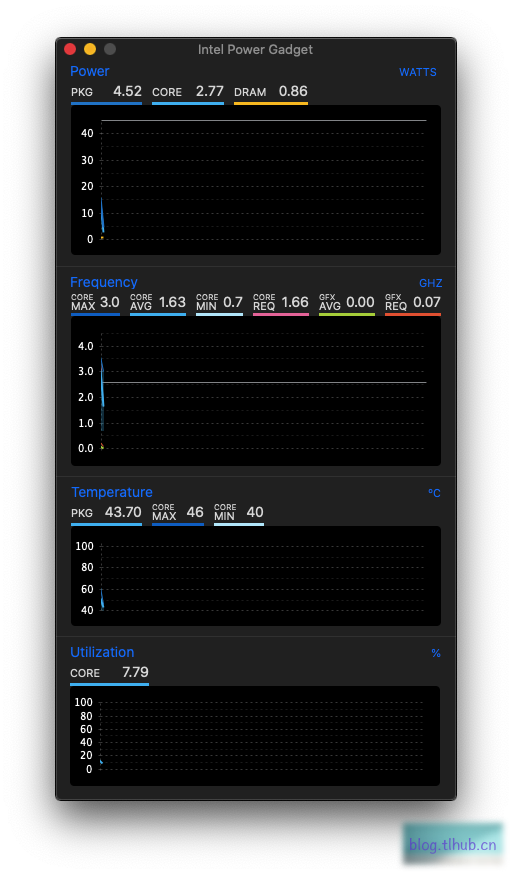 Intel Power Gadget
Power WATTS
PKG 4.52 CORE 2.77 DRAM 0.86
40
30
20
10
0
Frequency GHZ
CORE MAX 3.0 CORE AVG 1.63 CORE MIN 0.7 CORE REQ 1.66 GFX AVG 0.00 GFX REQ 0.07
4.0
3.0
2.0
1.0
0.0
Temperature °C
PKG 43.70 CORE MAX 46 CORE MIN 40
100
80
60
40
Utilization %
CORE 7.79
100
80
60
40
20
0
blog.tlhub.cn